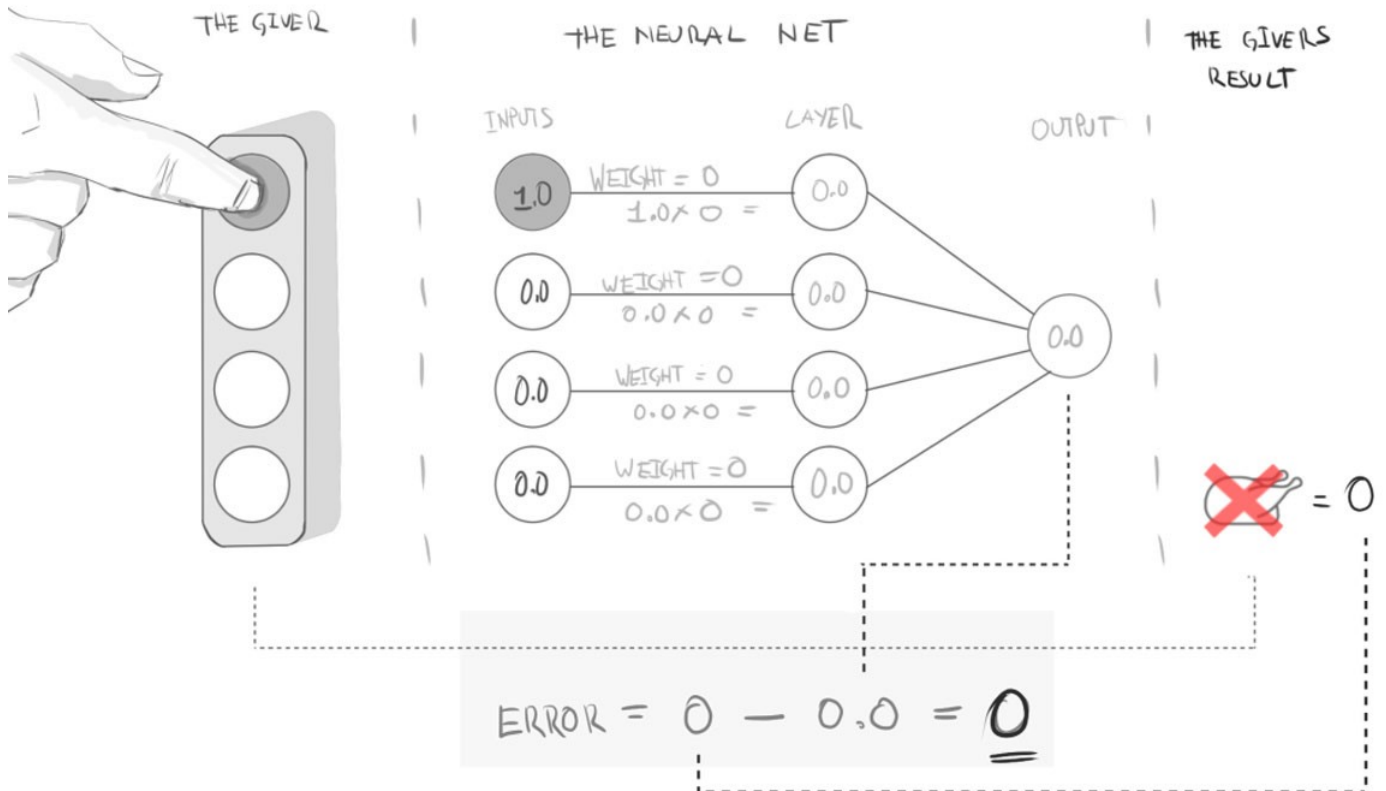 THE GIVER
THE NEURAL NET
THE GIVERS
RESULT
INPUTS
LAYER
OUTPUT
1.0
WEIGHT = 0
1.0 × 0 =
0.0
0.0
WEIGHT = 0
0.0 × 0 =
0.0
0.0
0.0
WEIGHT = 0
0.0 × 0 =
0.0
0.0
WEIGHT = 0
0.0 × 0 =
0.0
= 0
ERROR = 0 — 0.0 = 0